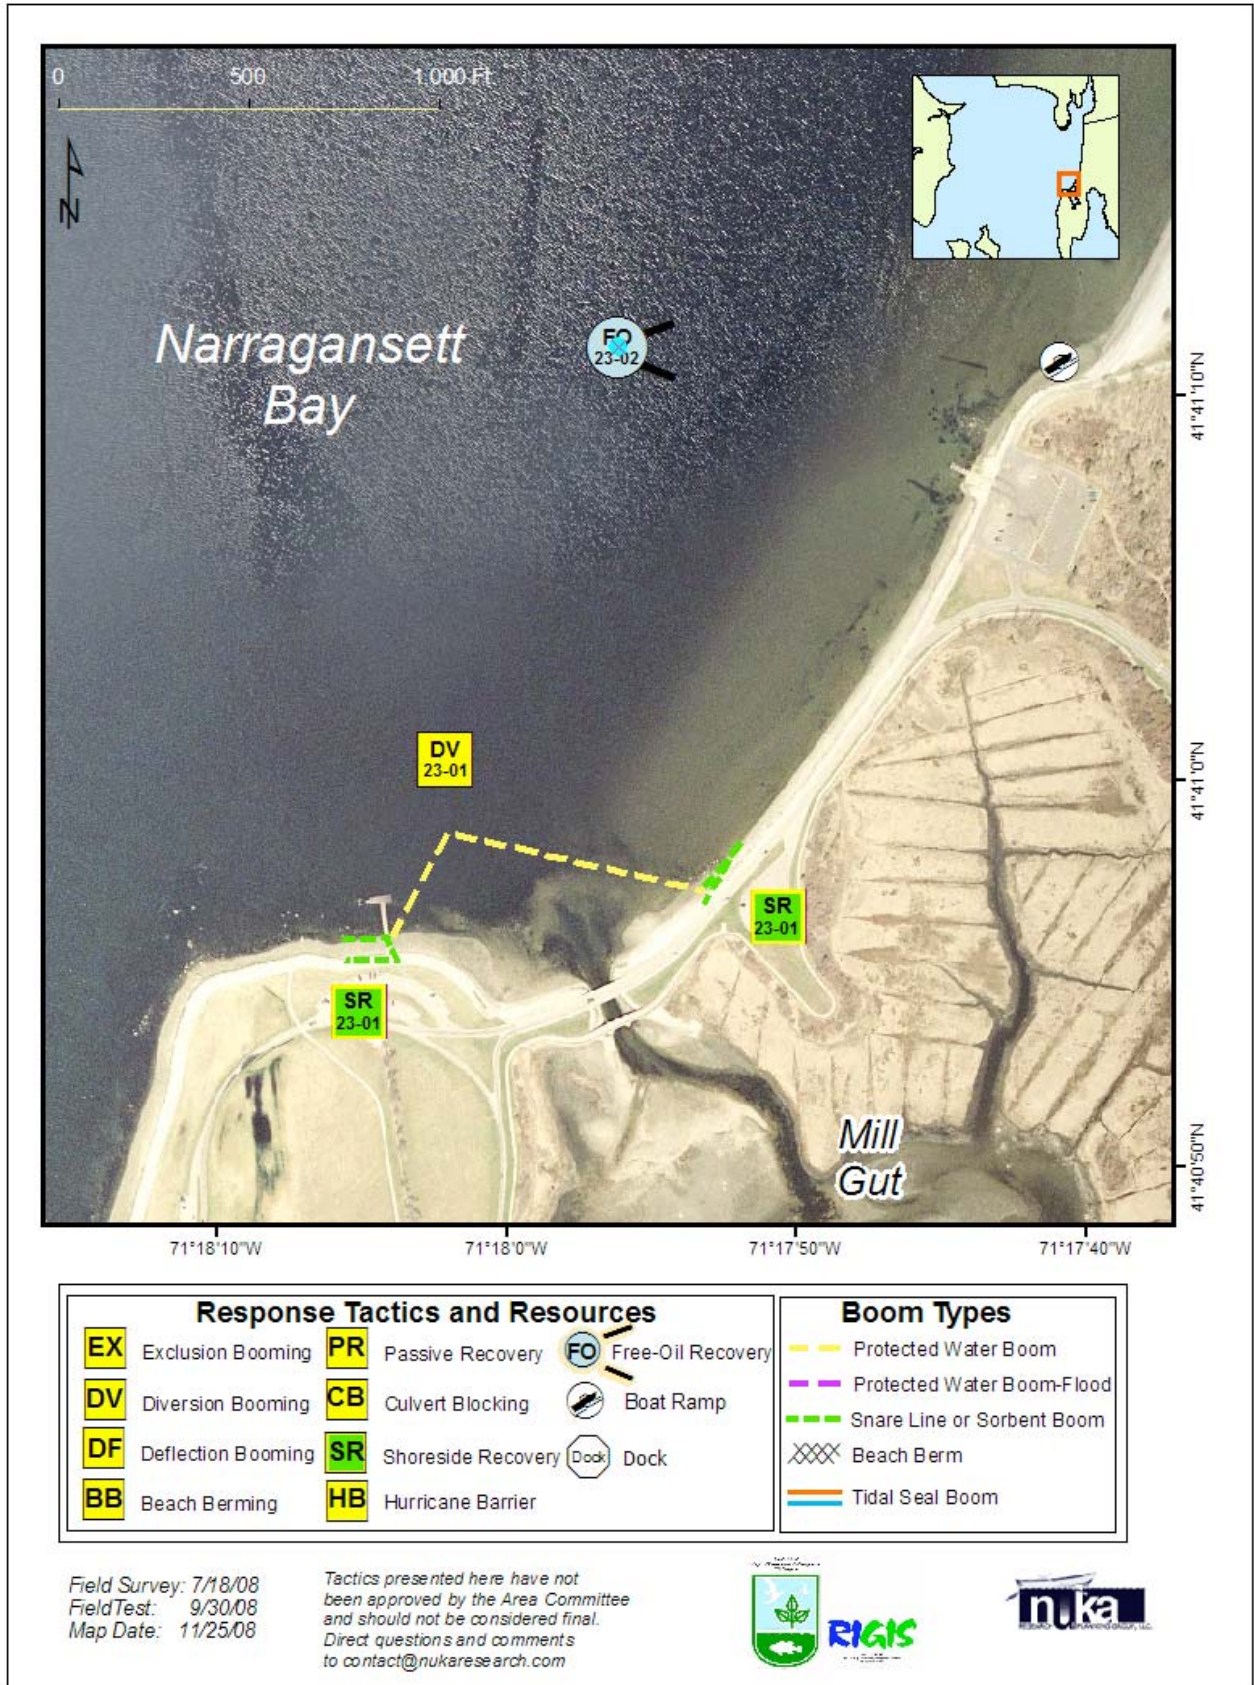 0 500 1,000 Ft
N
Narragansett
Bay
FO
23-02
41°41'10"N
DV
23-01
41°41'0"N
SR
23-01
SR
23-01
Mill
Gut
41°40'50"N
71°18'10"W 71°18'0"W 71°17'50"W 71°17'40"W
Response Tactics and Resources
EX Exclusion Booming
PR Passive Recovery
FO Free-Oil Recovery
DV Diversion Booming
CB Culvert Blocking
Boat Ramp
DF Deflection Booming
SR Shoreside Recovery
Dock Dock
BB Beach Berming
HB Hurricane Barrier
Boom Types
Protected Water Boom
Protected Water Boom-Flood
Snare Line or Sorbent Boom
Beach Berm
Tidal Seal Boom
Field Survey: 7/18/08
FieldTest: 9/30/08
Map Date: 11/25/08
Tactics presented here have not
been approved by the Area Committee
and should not be considered final.
Direct questions and comments
to contact@nukaresearch.com
RIGIS
nuka
RESEARCH & PLANNING GROUP, LLC.